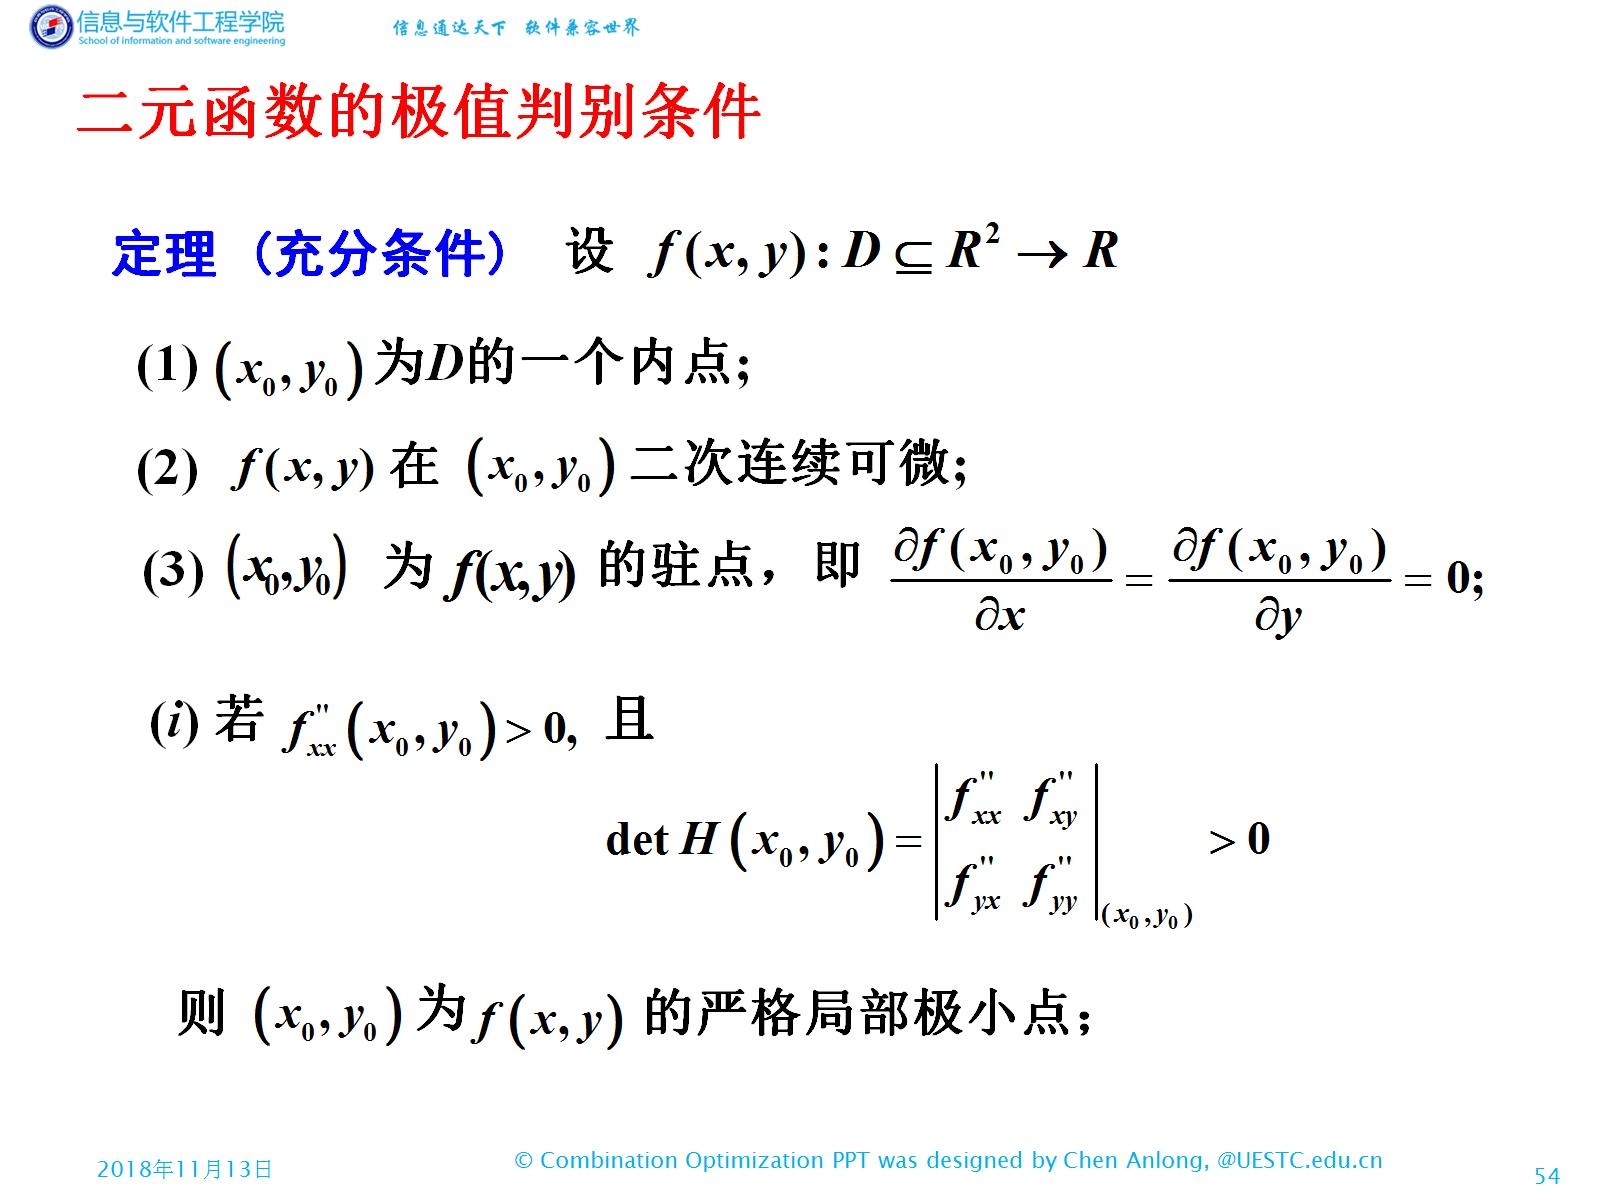 信息与软件工程学院
School of information and software engineering
信息通达天下 软件兼容世界
二元函数的极值判别条件
定理 (充分条件) 设 f(x, y): D ⊆ R² → R
(1) (x₀, y₀) 为D的一个内点;
(2) f(x, y) 在 (x₀, y₀) 二次连续可微;
(3) (x₀,y₀) 为 f(x,y) 的驻点，即 ∂f(x₀, y₀)/∂x = ∂f(x₀, y₀)/∂y = 0;
(i) 若 f''xx (x₀, y₀) > 0, 且
det H (x₀, y₀) = | f''xx f''xy ; f''yx f''yy |(x₀, y₀) > 0
则 (x₀, y₀) 为 f(x, y) 的严格局部极小点；
2018年11月13日
© Combination Optimization PPT was designed by Chen Anlong, @UESTC.edu.cn
54